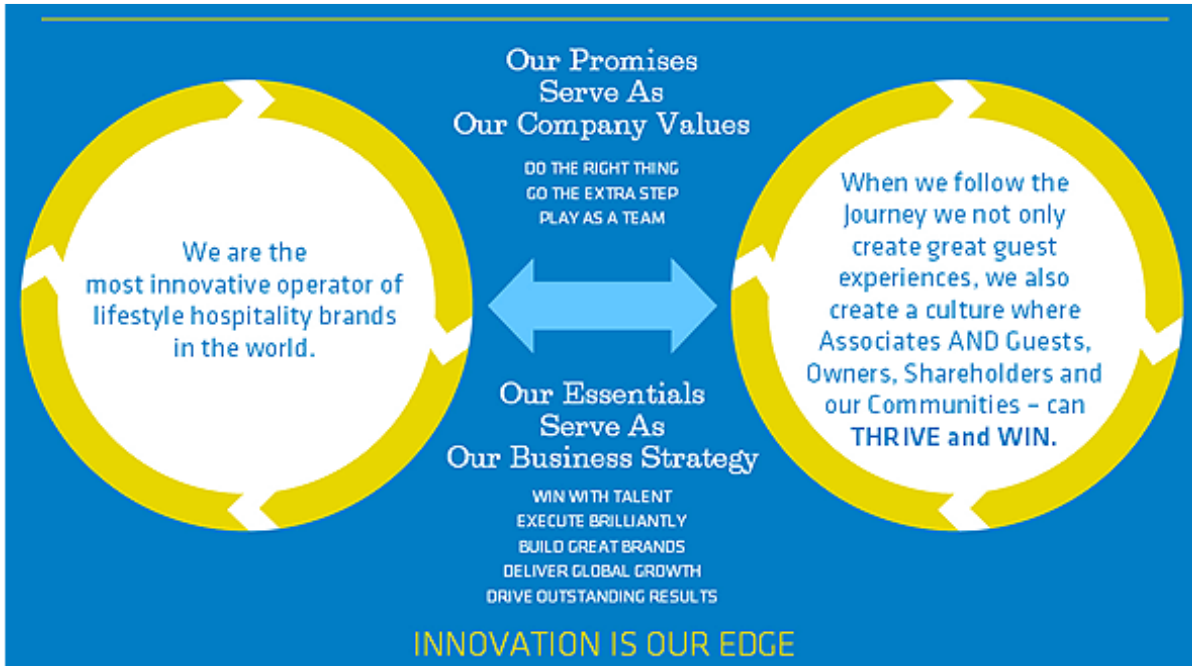 We are the
most innovative operator of
lifestyle hospitality brands
in the world.
Our Promises
Serve As
Our Company Values
DO THE RIGHT THING
GO THE EXTRA STEP
PLAY AS A TEAM
Our Essentials
Serve As
Our Business Strategy
WIN WITH TALENT
EXECUTE BRILLIANTLY
BUILD GREAT BRANDS
DELIVER GLOBAL GROWTH
DRIVE OUTSTANDING RESULTS
When we follow the
Journey we not only
create great guest
experiences, we also
create a culture where
Associates AND Guests,
Owners, Shareholders and
our Communities – can
THRIVE and WIN.
INNOVATION IS OUR EDGE